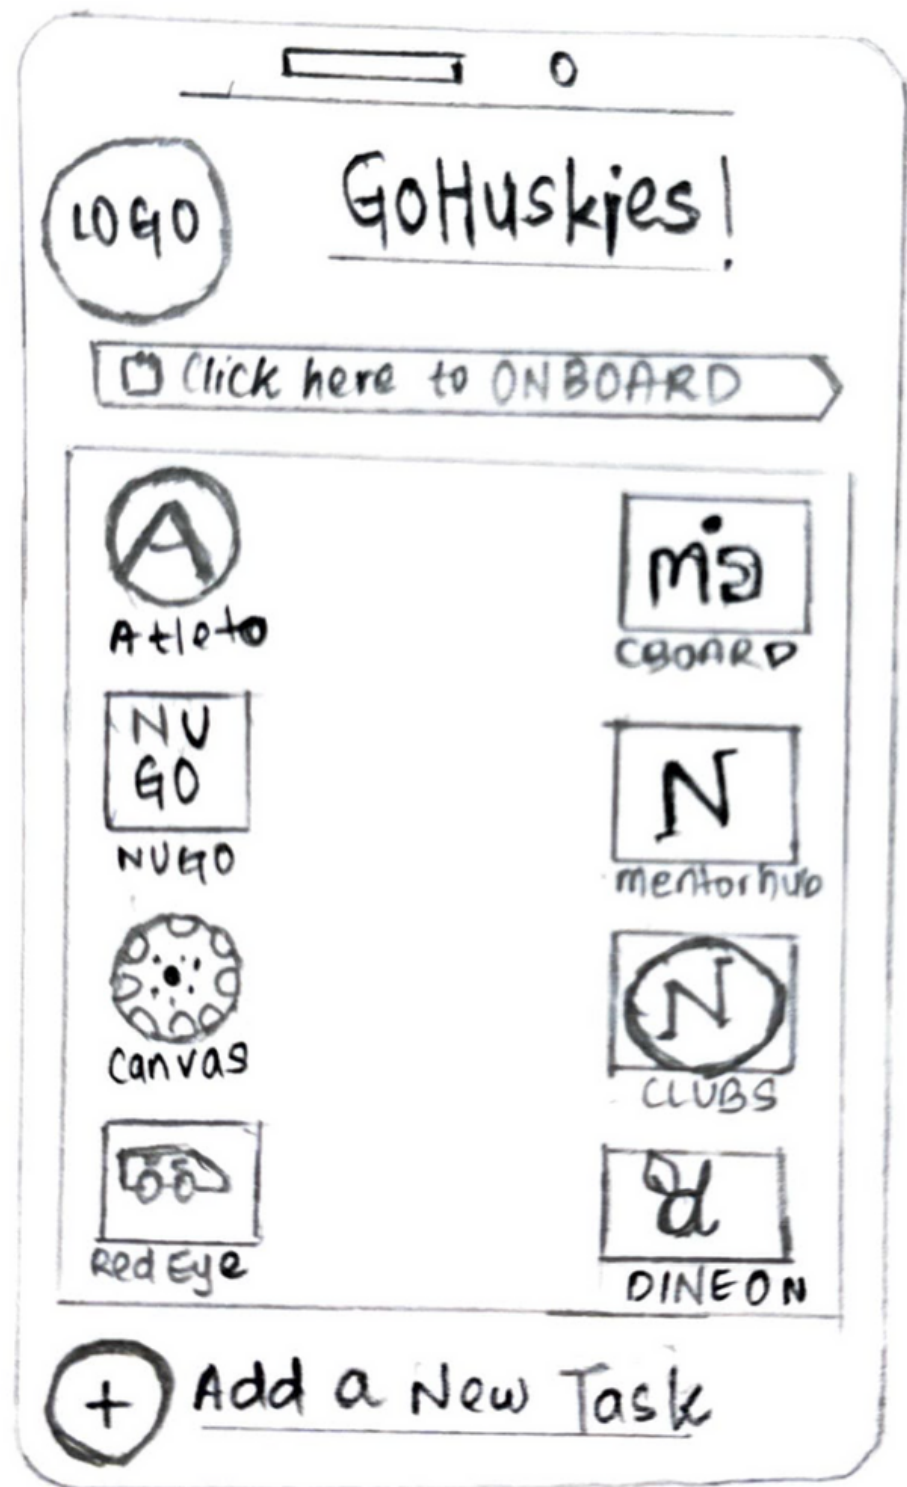 LOGO
GoHuskies!
Click here to ONBOARD
A
Atleto
CBOARD
NU
GO
NUGO
N
mentorhub
canvas
N
CLUBS
Red Eye
d
DINEON
+ Add a New Task